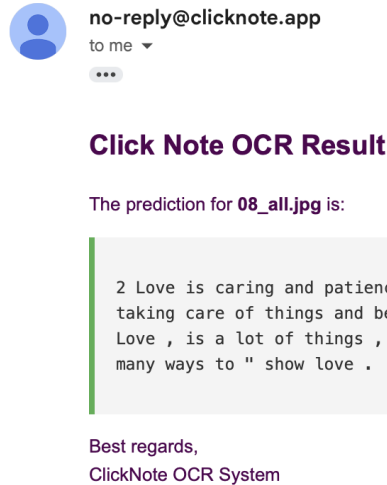 no-reply@clicknote.app
to me
Click Note OCR Result
The prediction for 08_all.jpg is:
2 Love is caring and
taking care of things and
Love , is a lot of things ,
many ways to " show love .
Best regards,
ClickNote OCR System